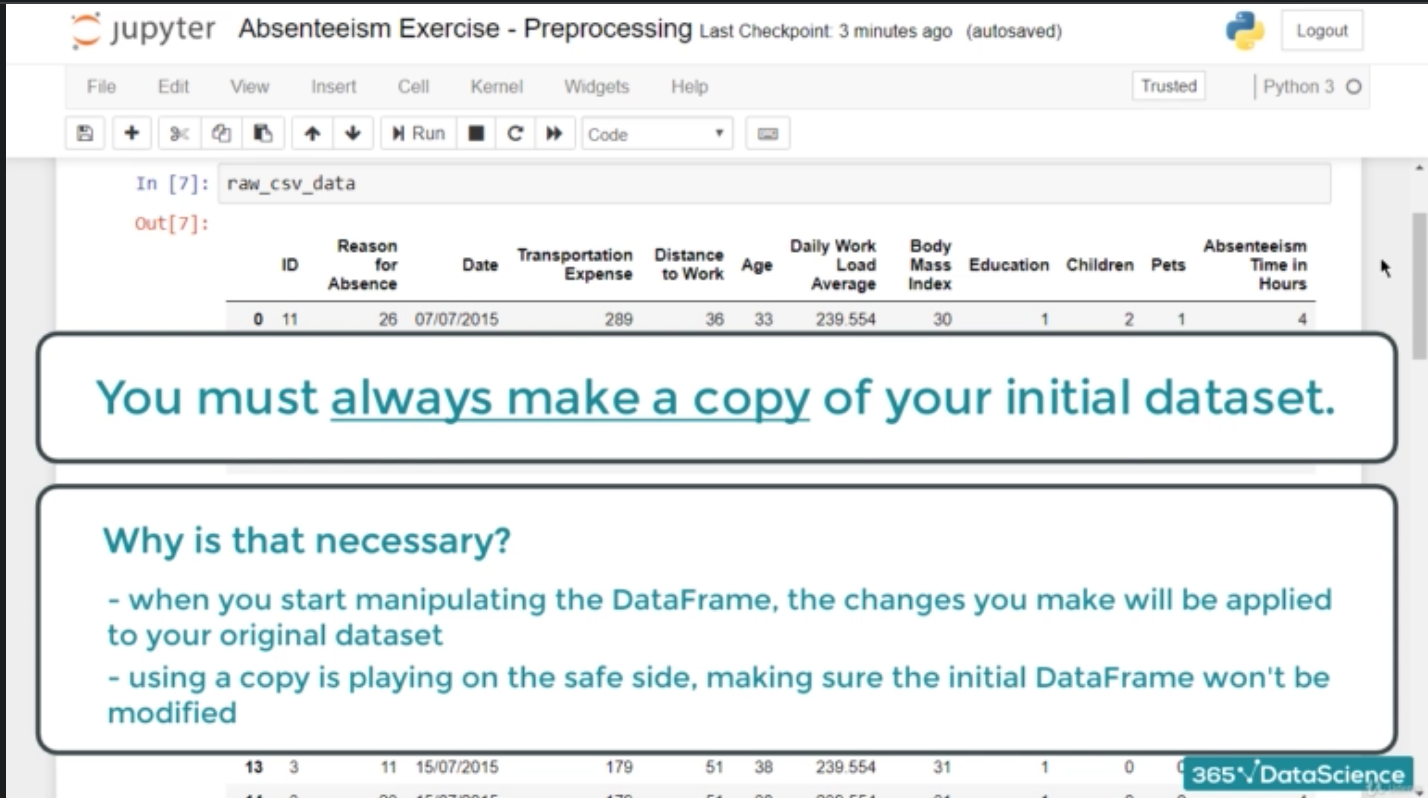 jupyter Absenteeism Exercise - Preprocessing Last Checkpoint: 3 minutes ago (autosaved) Logout
File Edit View Insert Cell Kernel Widgets Help Trusted Python 3
Run Code
In [7]: raw_csv_data
Out[7]:
ID Reason for Absence Date Transportation Expense Distance to Work Age Daily Work Load Average Body Mass Index Education Children Pets Absenteeism Time in Hours
0 11 26 07/07/2015 289 36 33 239.554 30 1 2 1 4
You must always make a copy of your initial dataset.
Why is that necessary?
- when you start manipulating the DataFrame, the changes you make will be applied
to your original dataset
- using a copy is playing on the safe side, making sure the initial DataFrame won't be
modified
13 3 11 15/07/2015 179 51 38 239.554 31 1 0
365 DataScience